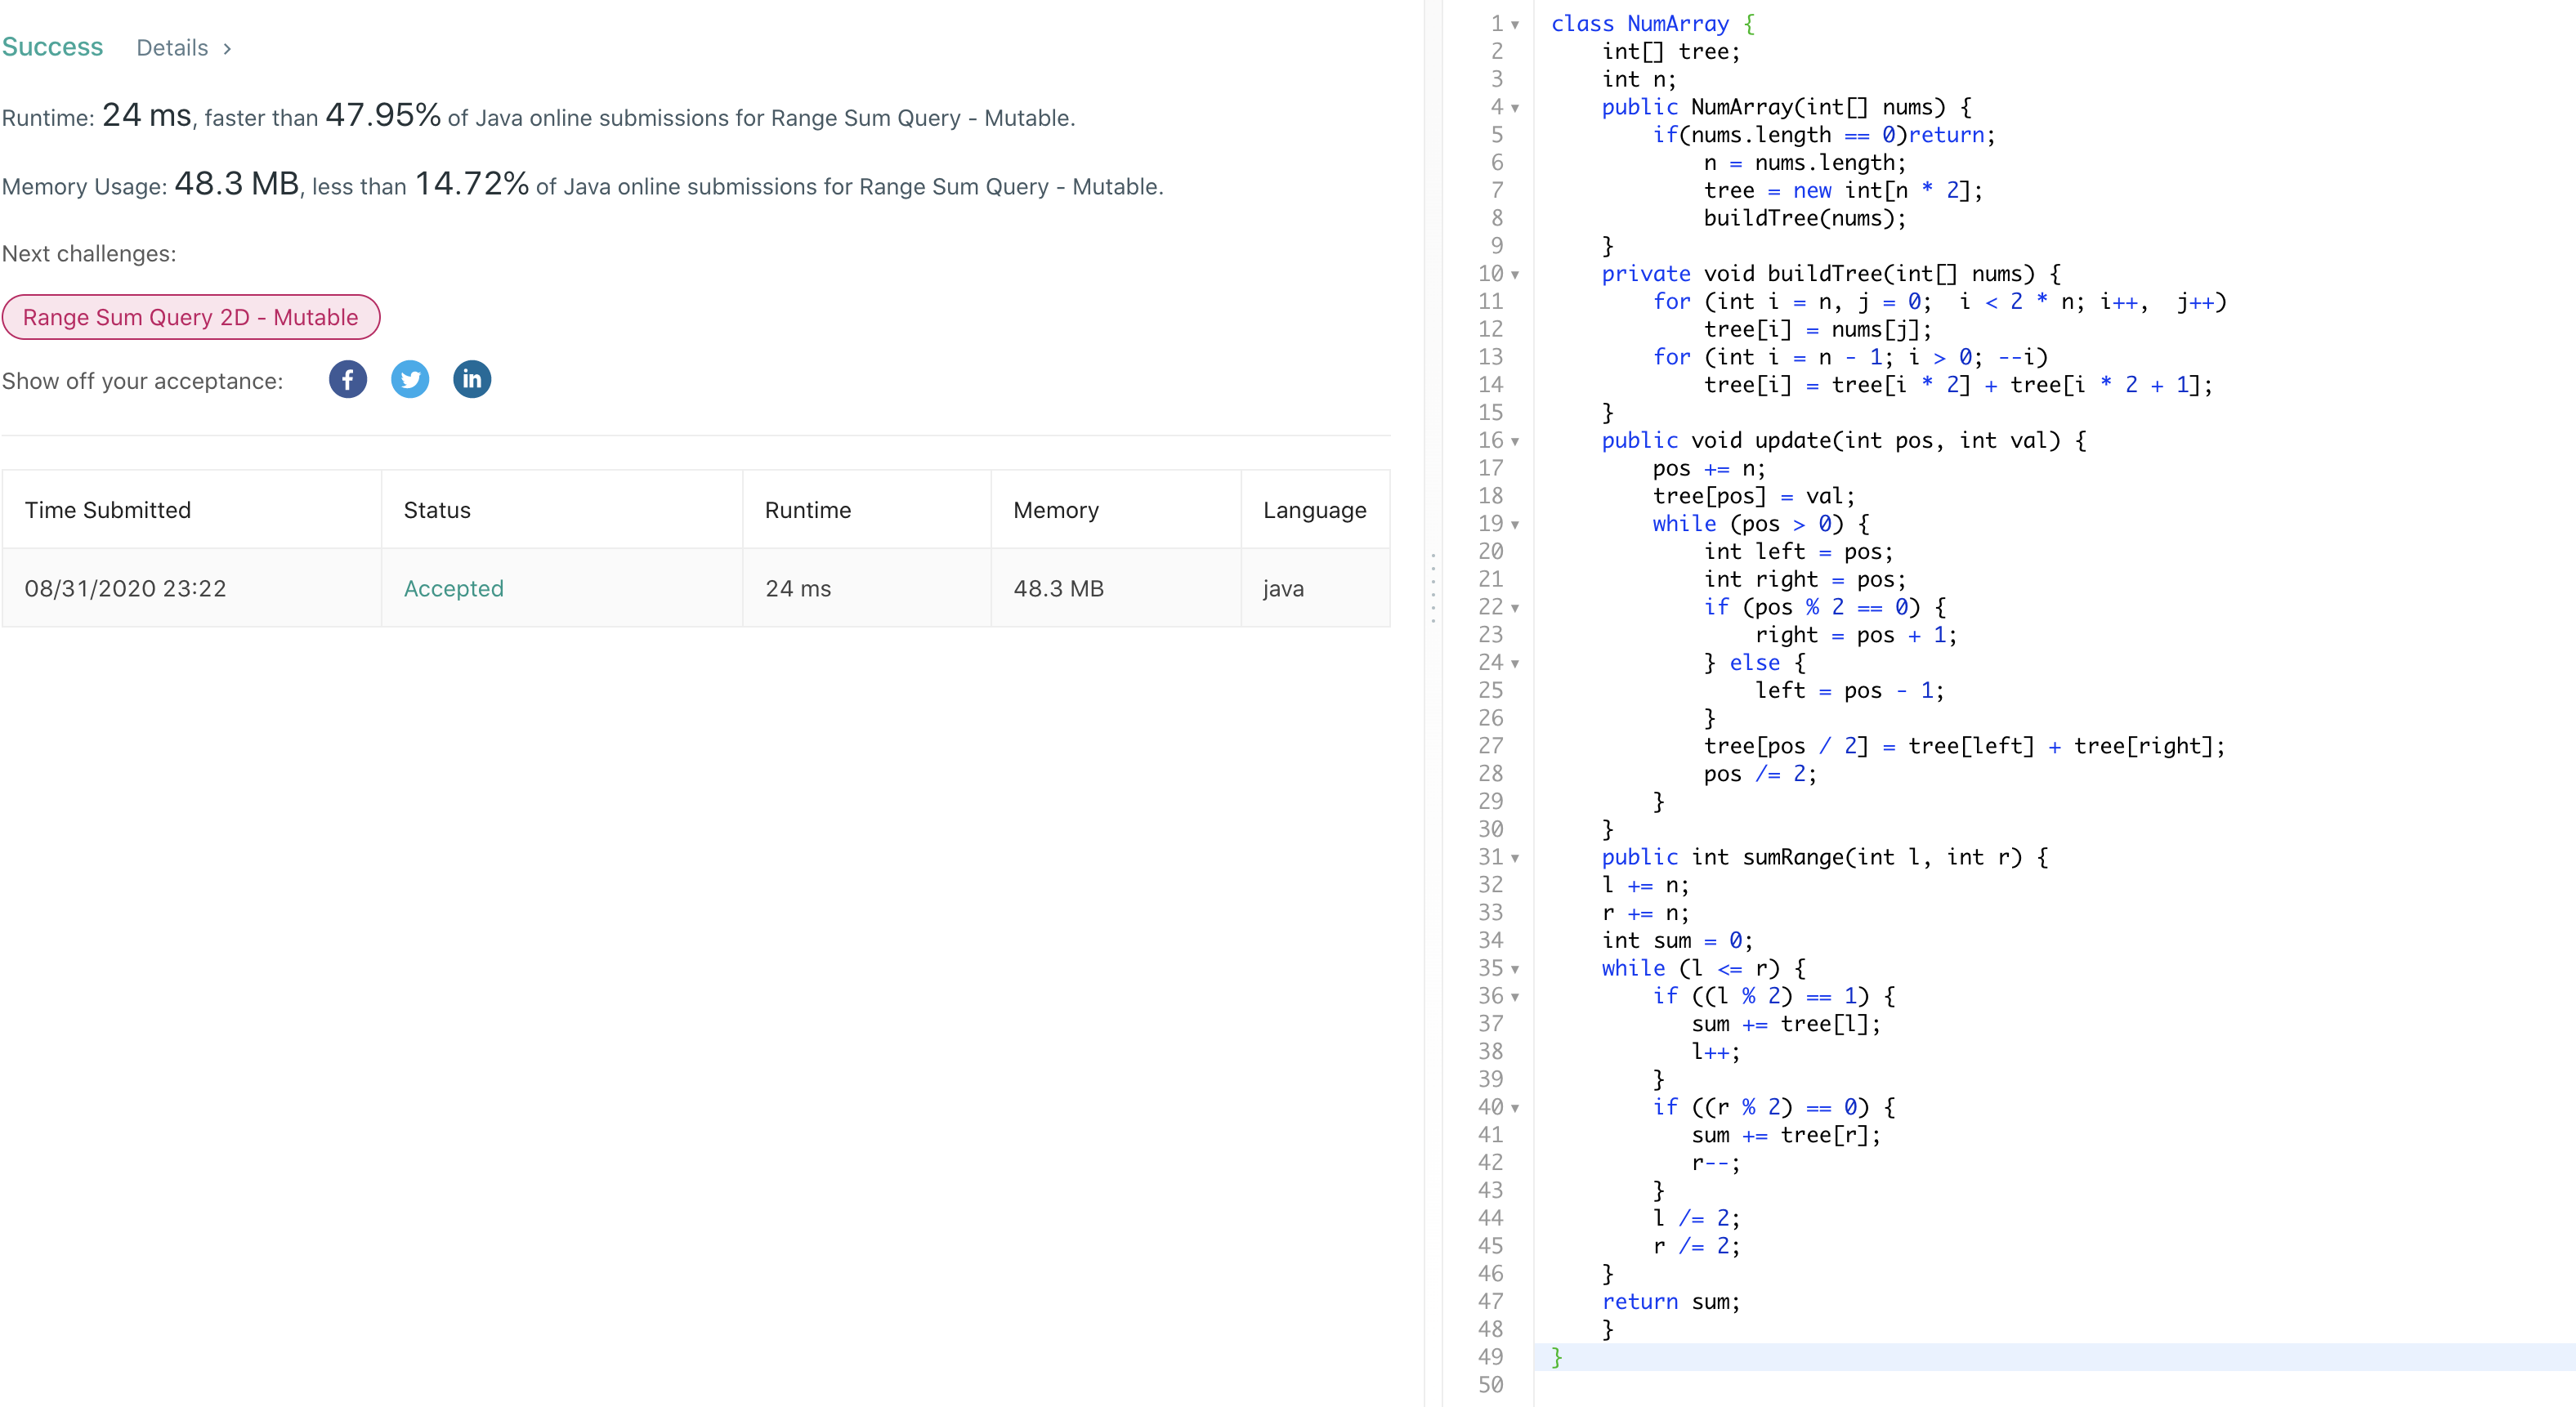 Success Details >
Runtime: 24 ms, faster than 47.95% of Java online submissions for Range Sum Query - Mutable.
Memory Usage: 48.3 MB, less than 14.72% of Java online submissions for Range Sum Query - Mutable.
Next challenges:
Range Sum Query 2D - Mutable
Show off your acceptance:
Time Submitted Status Runtime Memory Language
08/31/2020 23:22 Accepted 24 ms 48.3 MB java
1 class NumArray {
2     int[] tree;
3     int n;
4     public NumArray(int[] nums) {
5         if(nums.length == 0)return;
6             n = nums.length;
7             tree = new int[n * 2];
8             buildTree(nums);
9     }
10     private void buildTree(int[] nums) {
11         for (int i = n, j = 0;  i < 2 * n; i++,  j++)
12             tree[i] = nums[j];
13         for (int i = n - 1; i > 0; --i)
14             tree[i] = tree[i * 2] + tree[i * 2 + 1];
15     }
16     public void update(int pos, int val) {
17         pos += n;
18         tree[pos] = val;
19         while (pos > 0) {
20             int left = pos;
21             int right = pos;
22             if (pos % 2 == 0) {
23                 right = pos + 1;
24             } else {
25                 left = pos - 1;
26             }
27             tree[pos / 2] = tree[left] + tree[right];
28             pos /= 2;
29         }
30     }
31     public int sumRange(int l, int r) {
32     l += n;
33     r += n;
34     int sum = 0;
35     while (l <= r) {
36         if ((l % 2) == 1) {
37            sum += tree[l];
38            l++;
39         }
40         if ((r % 2) == 0) {
41            sum += tree[r];
42            r--;
43         }
44         l /= 2;
45         r /= 2;
46     }
47     return sum;
48     }
49 }
50